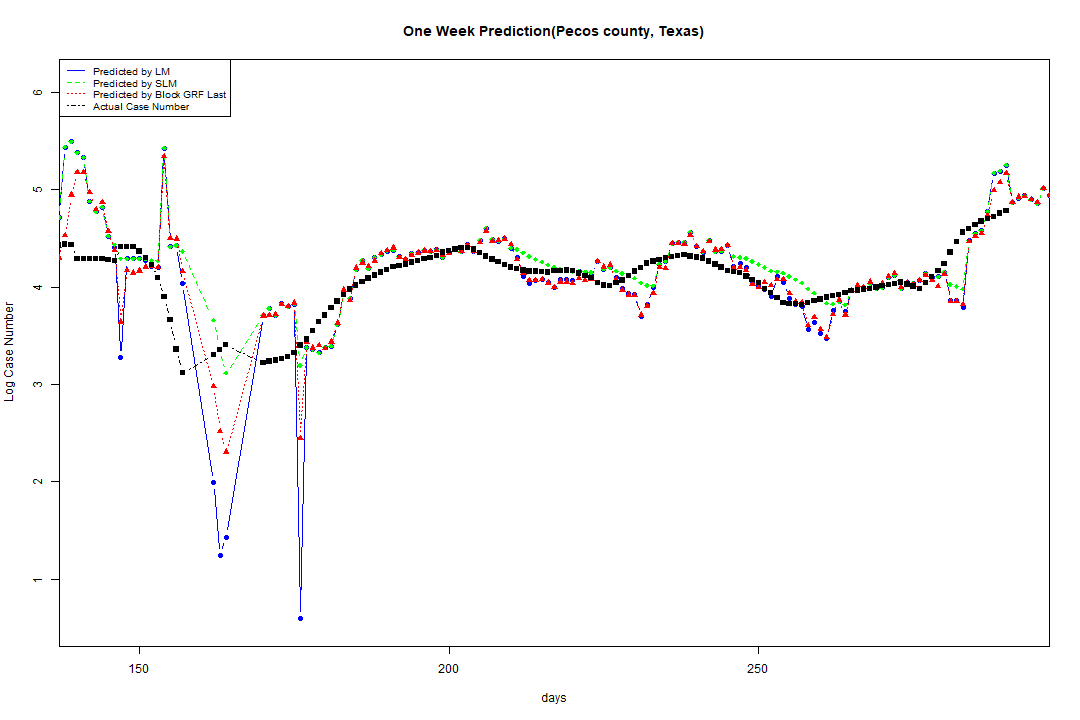 One Week Prediction(Pecos county, Texas)
Predicted by LM
Predicted by SLM
Predicted by Block GRF Last
Actual Case Number
6
5
4
3
2
1
Log Case Number
150
200
250
days